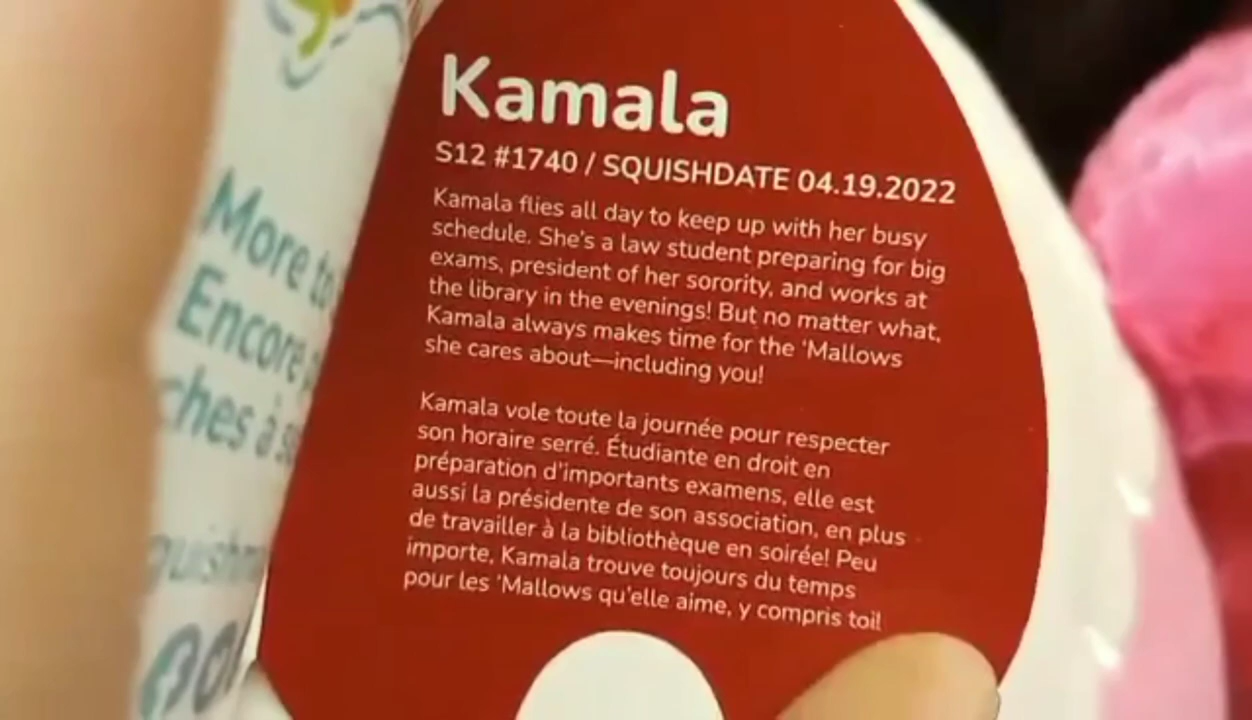 Kamala
S12 #1740 / SQUISHDATE 04.19.2022
Kamala flies all day to keep up with her busy
schedule. She's a law student preparing for big
exams, president of her sorority, and works at
the library in the evenings! But no matter what,
Kamala always makes time for the 'Mallows
she cares about—including you!
Kamala vole toute la journée pour respecter
son horaire serré. Étudiante en droit en
préparation d'importants examens, elle est
aussi la présidente de son association, en plus
de travailler à la bibliothèque en soirée! Peu
importe, Kamala trouve toujours du temps
pour les 'Mallows qu'elle aime, y compris toi!
More to
Encore
ches à